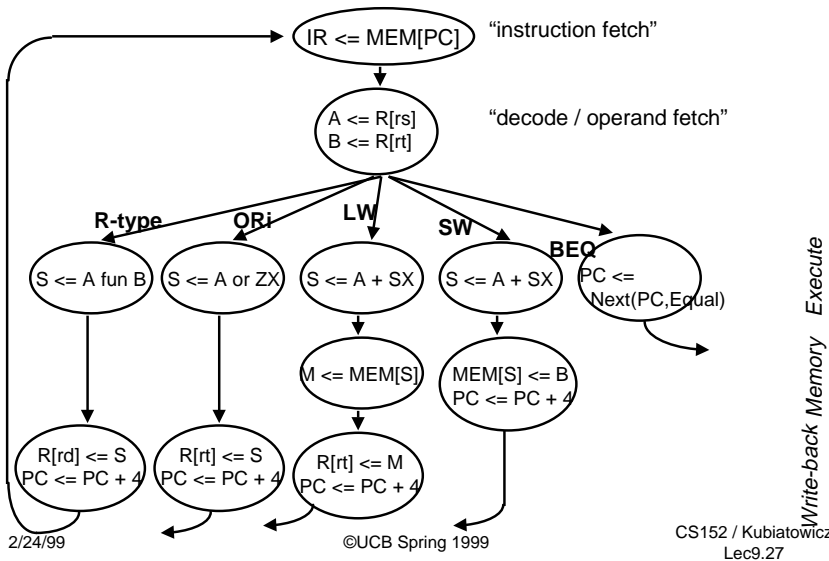 IR <= MEM[PC]
“instruction fetch”
A <= R[rs]
B <= R[rt]
“decode / operand fetch”
R-type
ORi
LW
SW
BEQ
S <= A fun B
S <= A or ZX
S <= A + SX
S <= A + SX
PC <=
Next(PC,Equal)
Execute
M <= MEM[S]
MEM[S] <= B
PC <= PC + 4
Memory
R[rd] <= S
PC <= PC + 4
R[rt] <= S
PC <= PC + 4
R[rt] <= M
PC <= PC + 4
Write-back
2/24/99
©UCB Spring 1999
CS152 / Kubiatowicz
Lec9.27